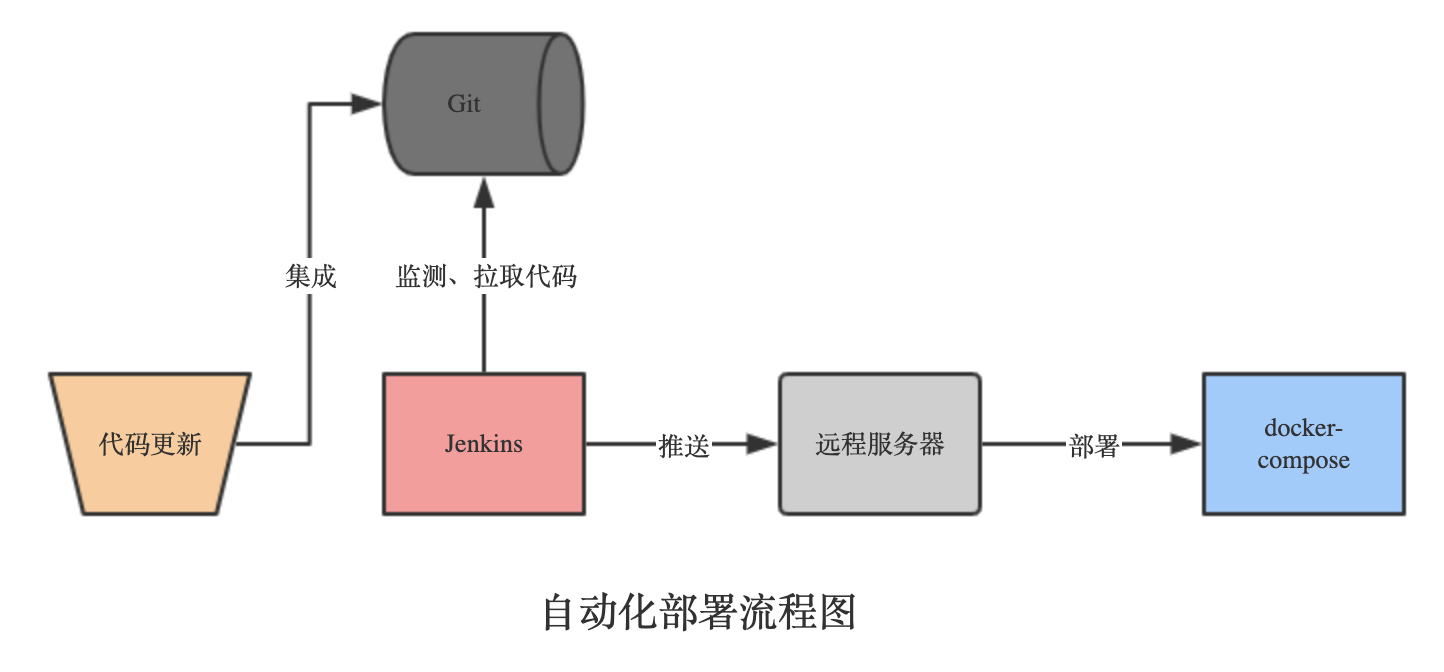 Git
集成
监测、拉取代码
代码更新
Jenkins
推送
远程服务器
部署
docker-
compose
自动化部署流程图